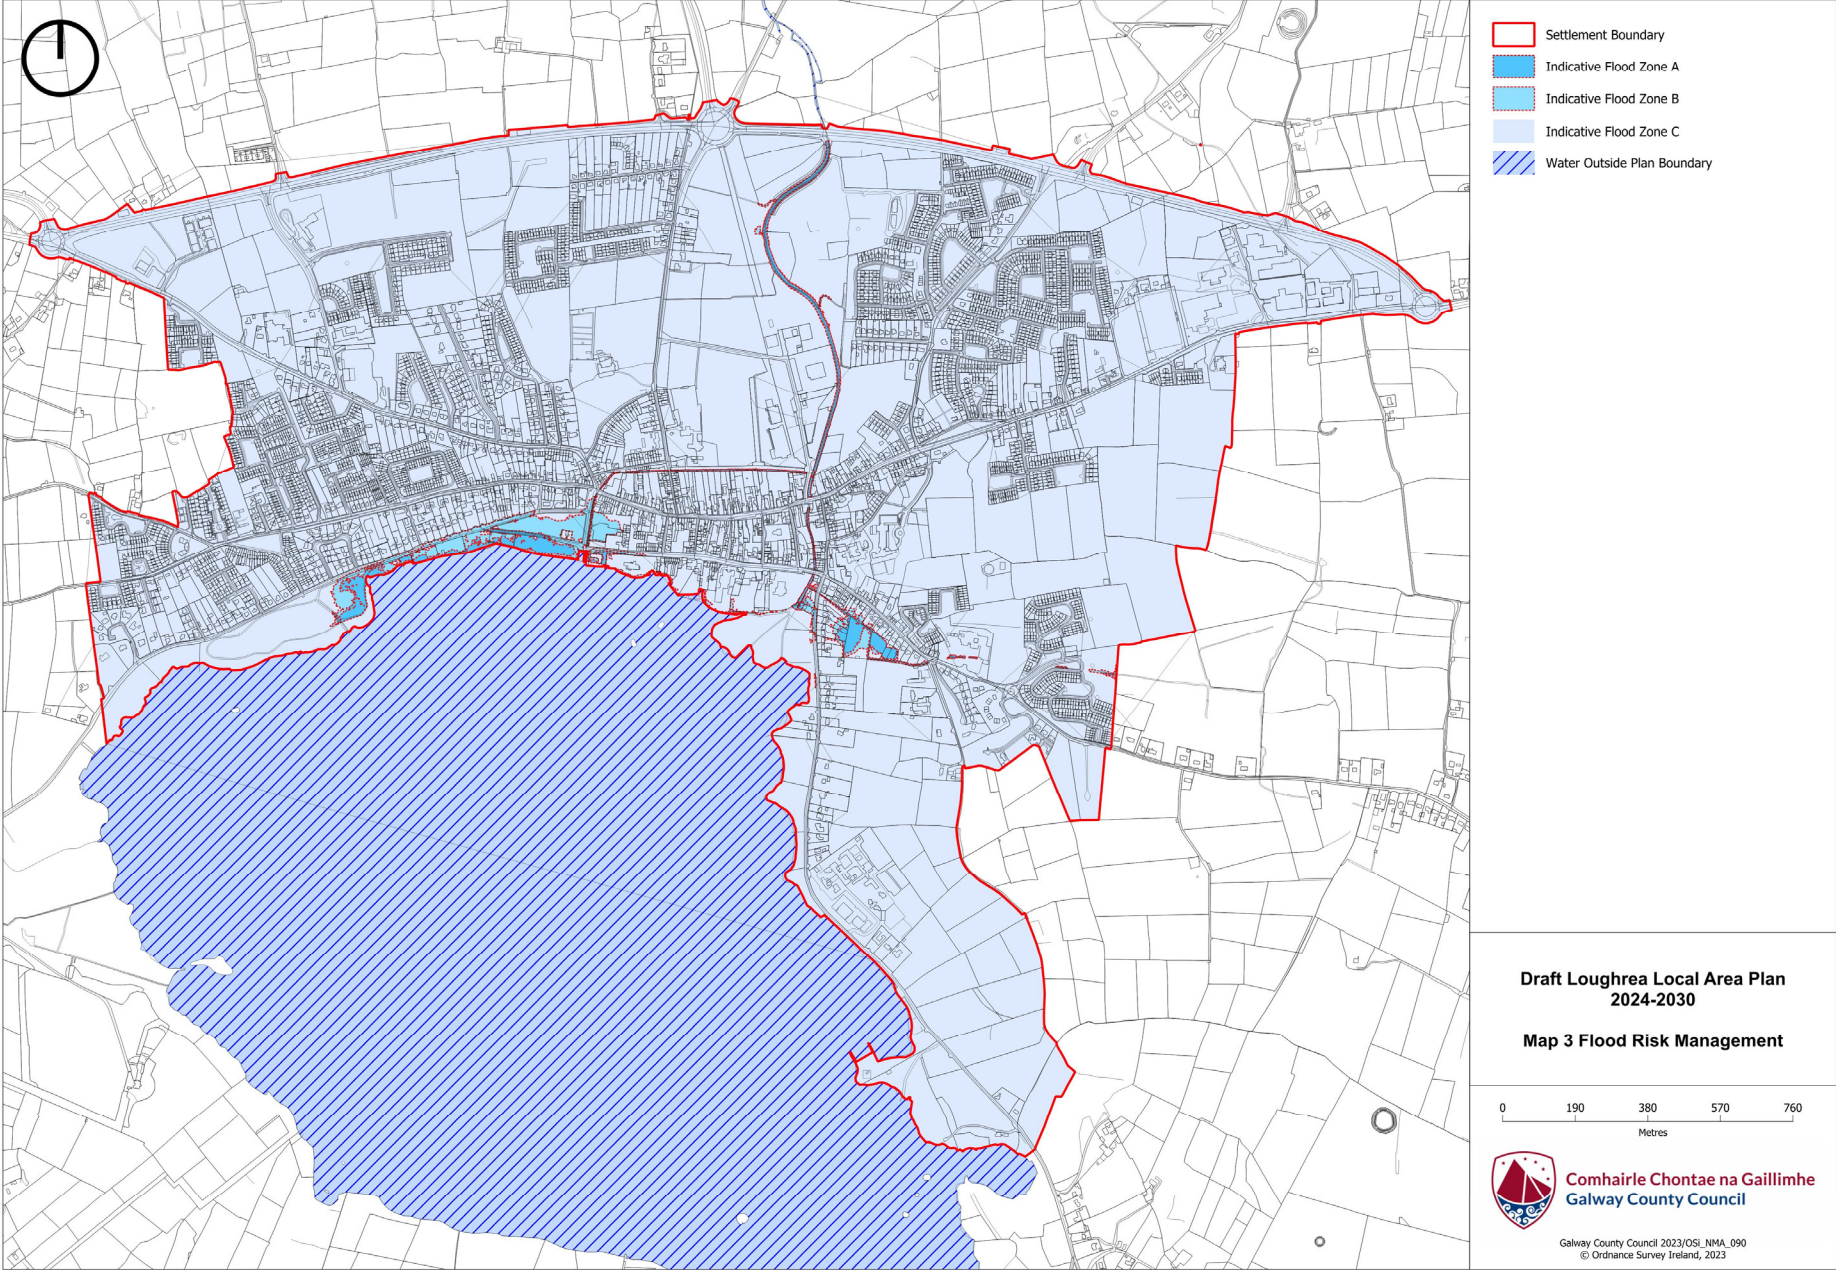 Settlement Boundary
Indicative Flood Zone A
Indicative Flood Zone B
Indicative Flood Zone C
Water Outside Plan Boundary
Draft Loughrea Local Area Plan
2024-2030
Map 3 Flood Risk Management
0 190 380 570 760
Metres
Comhairle Chontae na Gaillimhe
Galway County Council
Galway County Council 2023/OSi_NMA_090
© Ordnance Survey Ireland, 2023